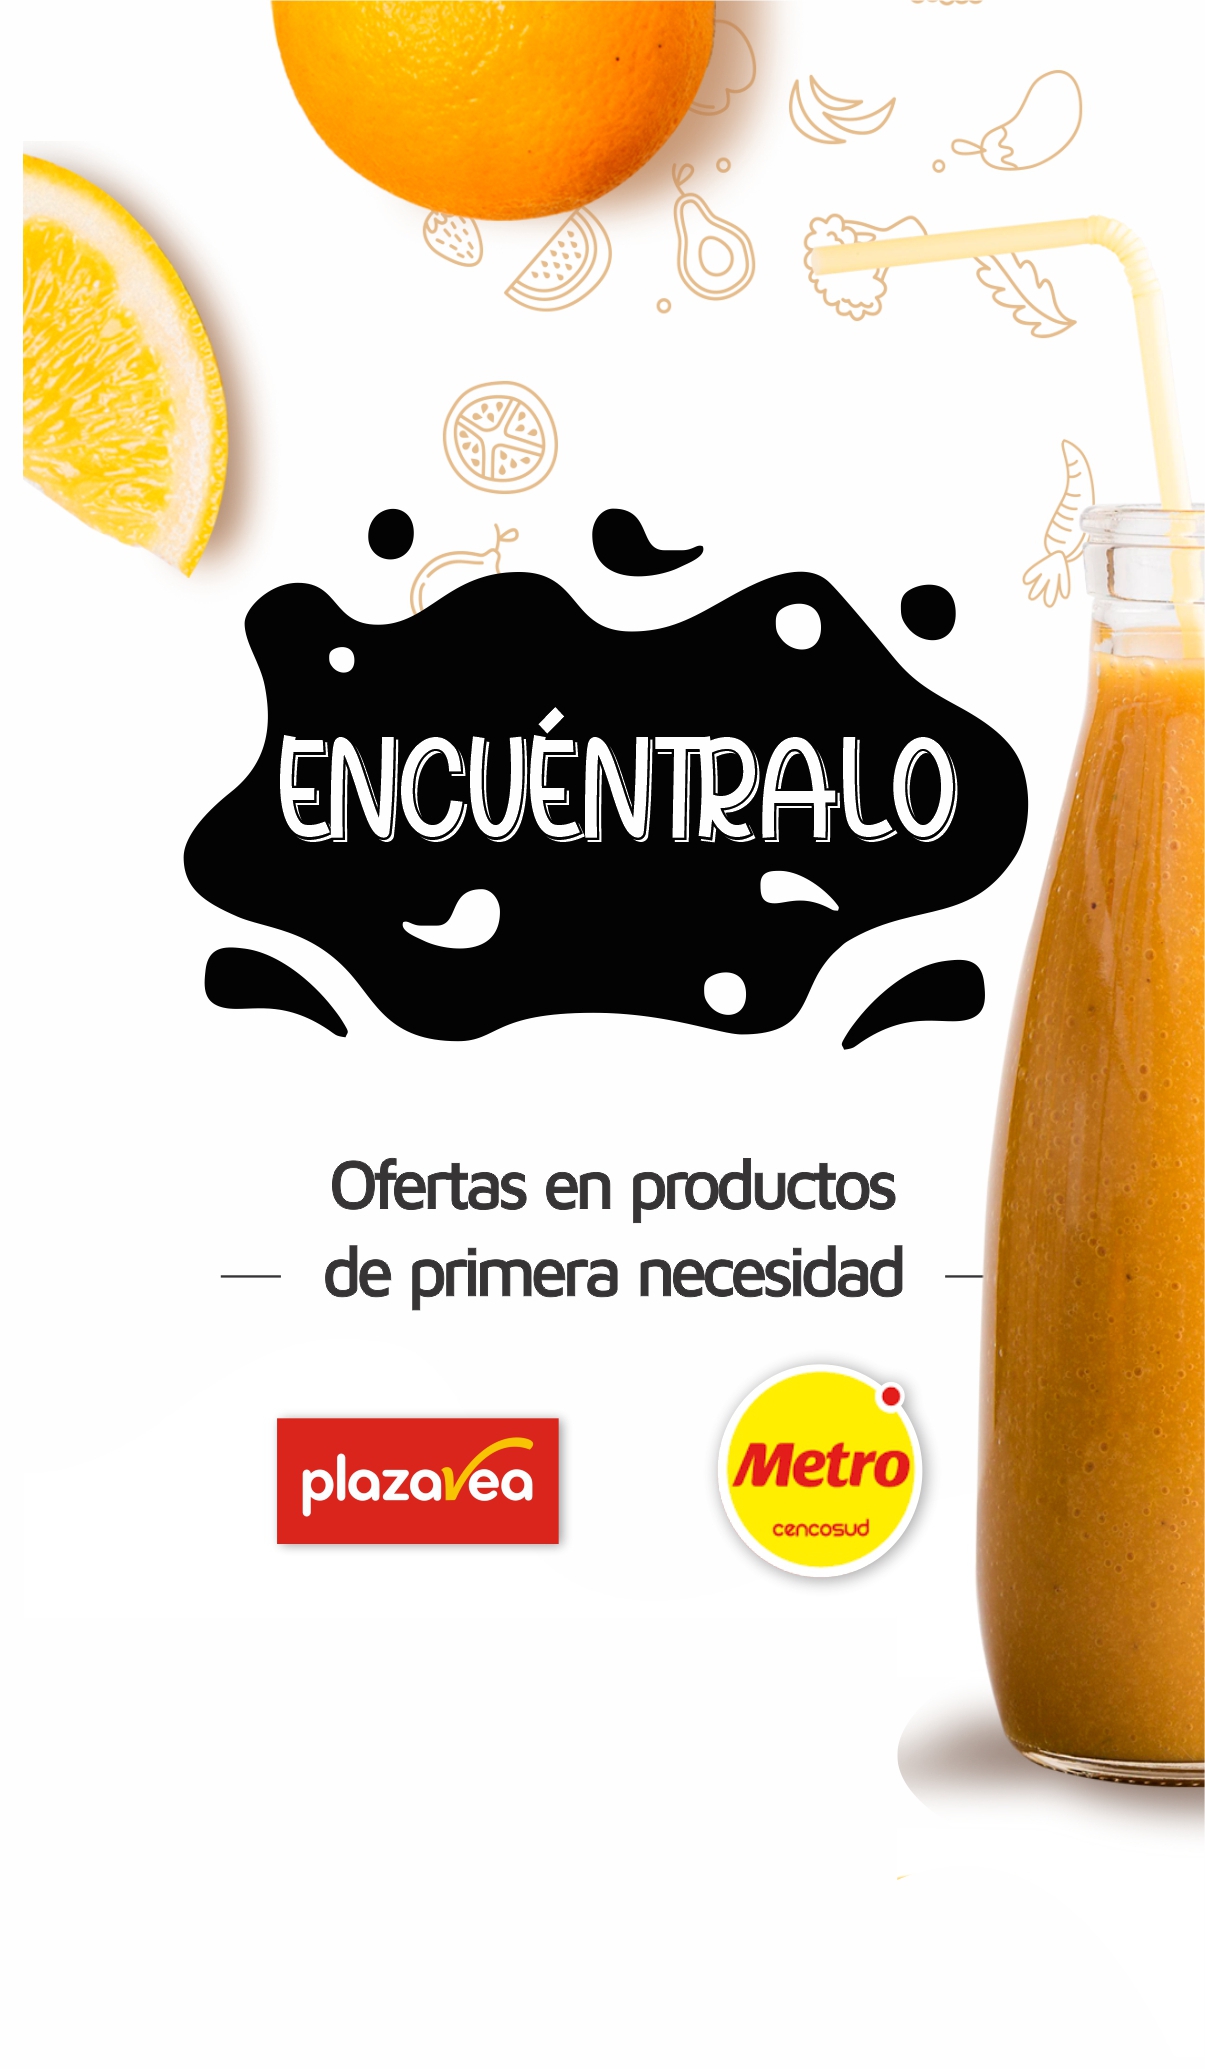 ENCUÉNTRALO
Ofertas en productos
de primera necesidad
plazavea
Metro
cencosud